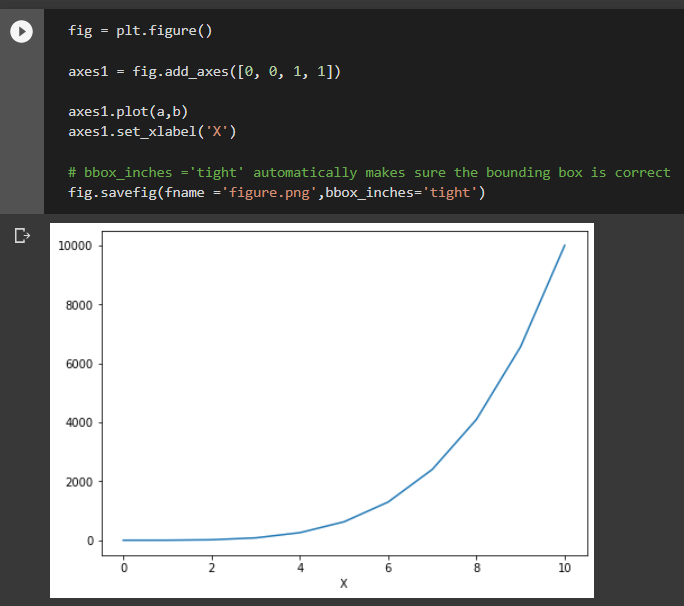 fig = plt.figure()
axes1 = fig.add_axes([0, 0, 1, 1])
axes1.plot(a,b)
axes1.set_xlabel('X')
# bbox_inches ='tight' automatically makes sure the bounding box is correct
fig.savefig(fname ='figure.png',bbox_inches='tight')
10000
8000
6000
4000
2000
0
0 2 4 6 8 10
X